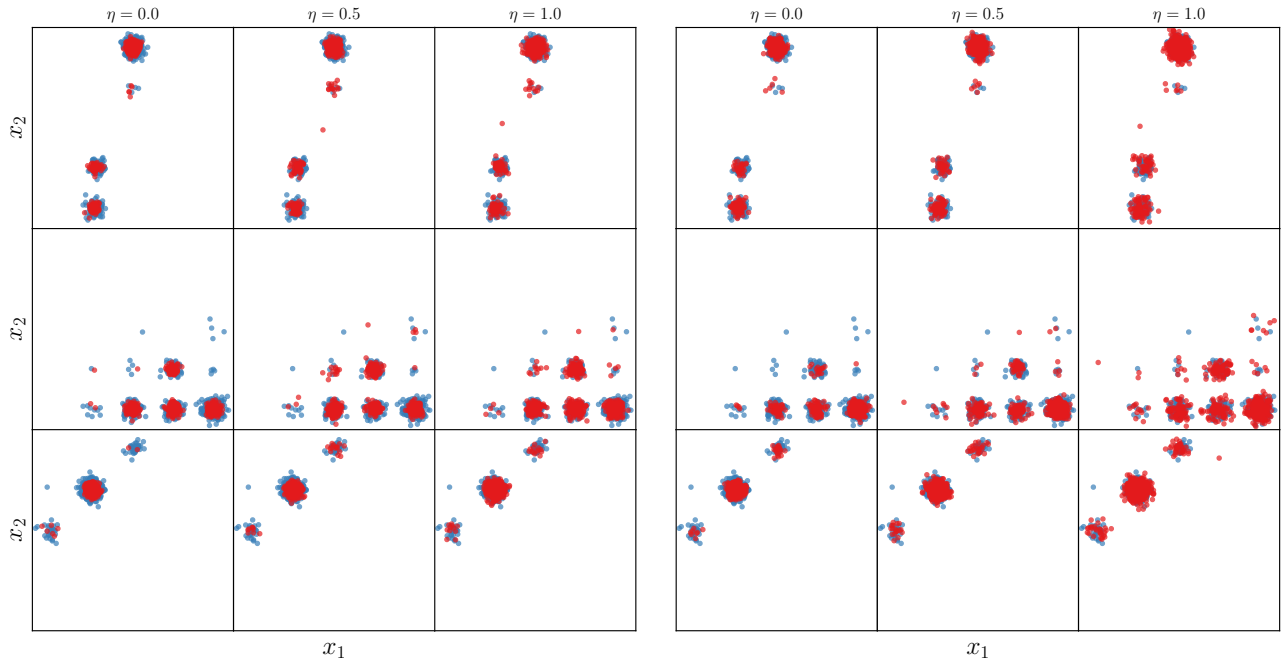 η = 0.0 η = 0.5 η = 1.0 η = 0.0 η = 0.5 η = 1.0
x₂
x₂
x₂
x₁ x₁